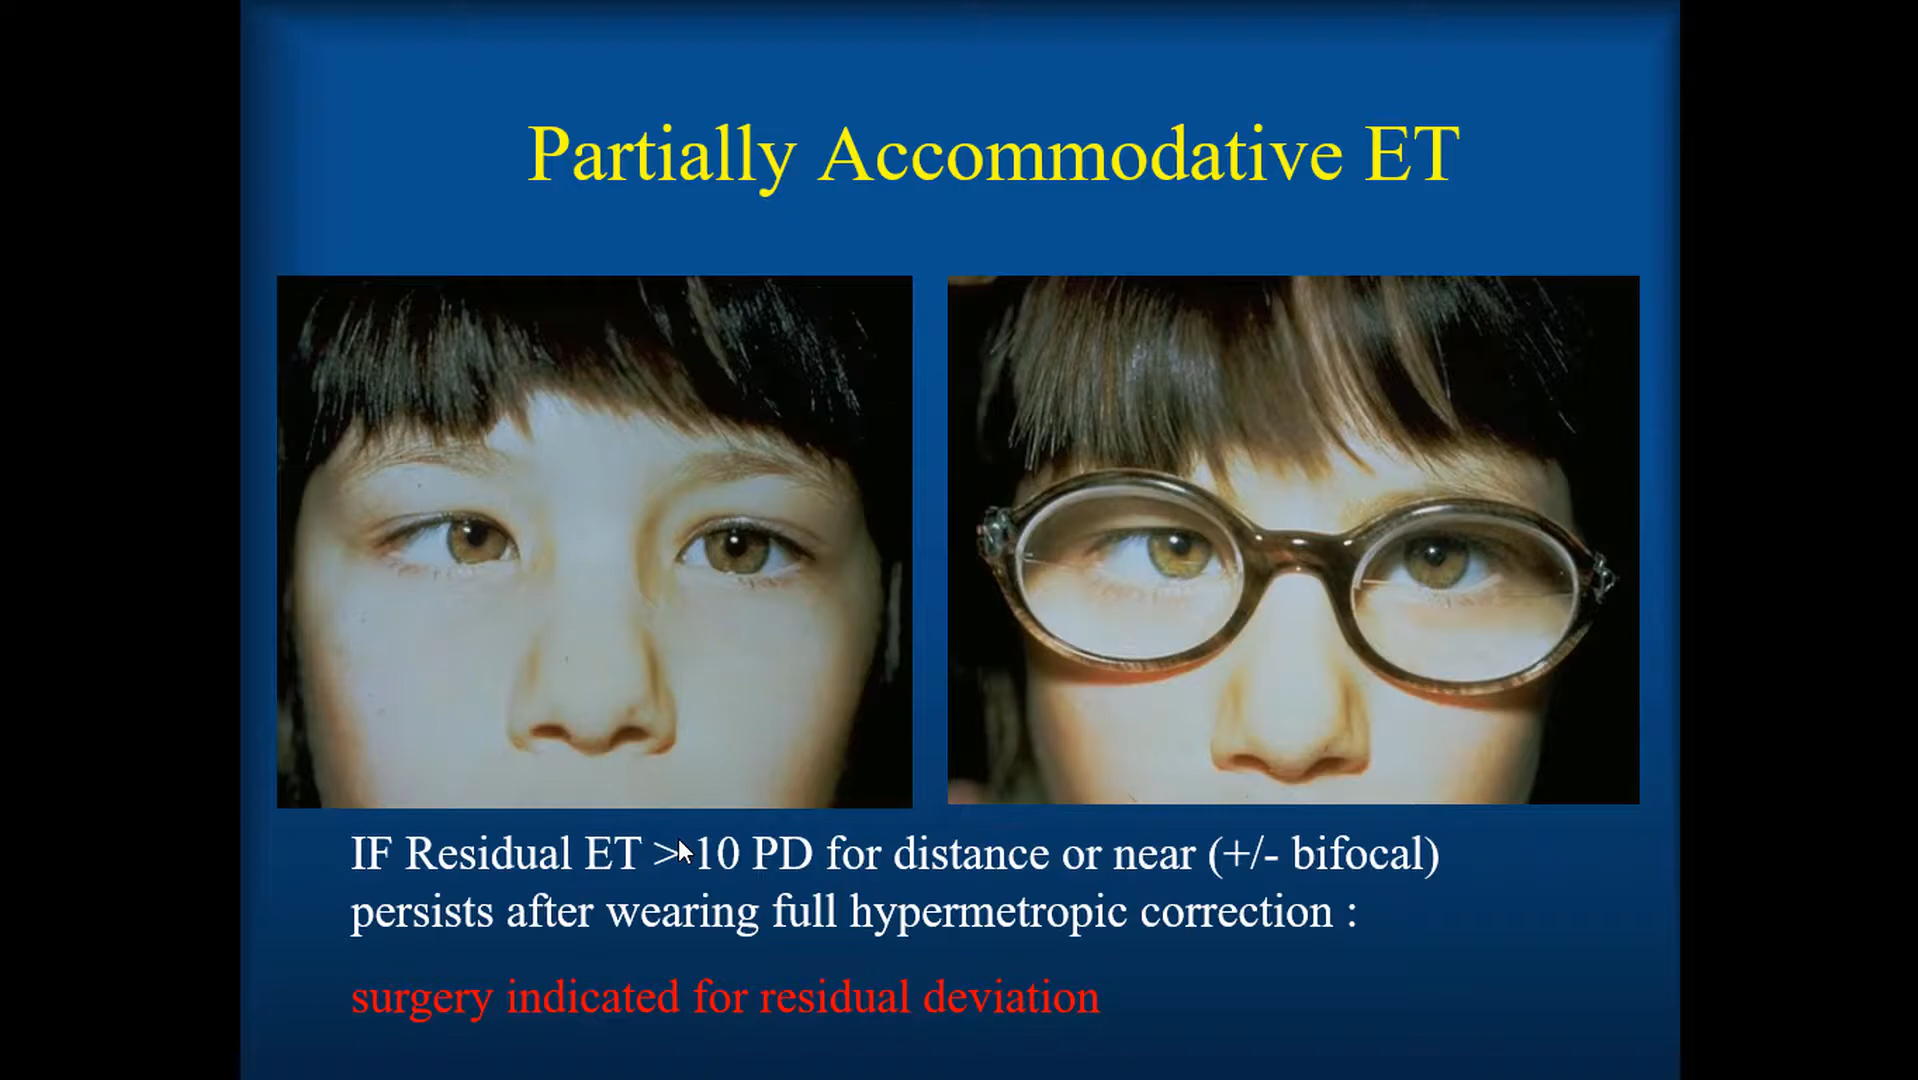 Partially Accommodative ET
IF Residual ET > 10 PD for distance or near (+/- bifocal)
persists after wearing full hypermetropic correction :
surgery indicated for residual deviation